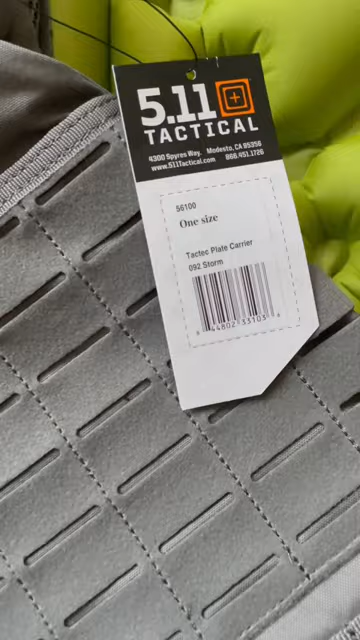 5.11
TACTICAL
4300 Spyres Way. Modesto, CA 95356
www.511Tactical.com 866.451.1726
56100
One size
Tactec Plate Carrier
092 Storm